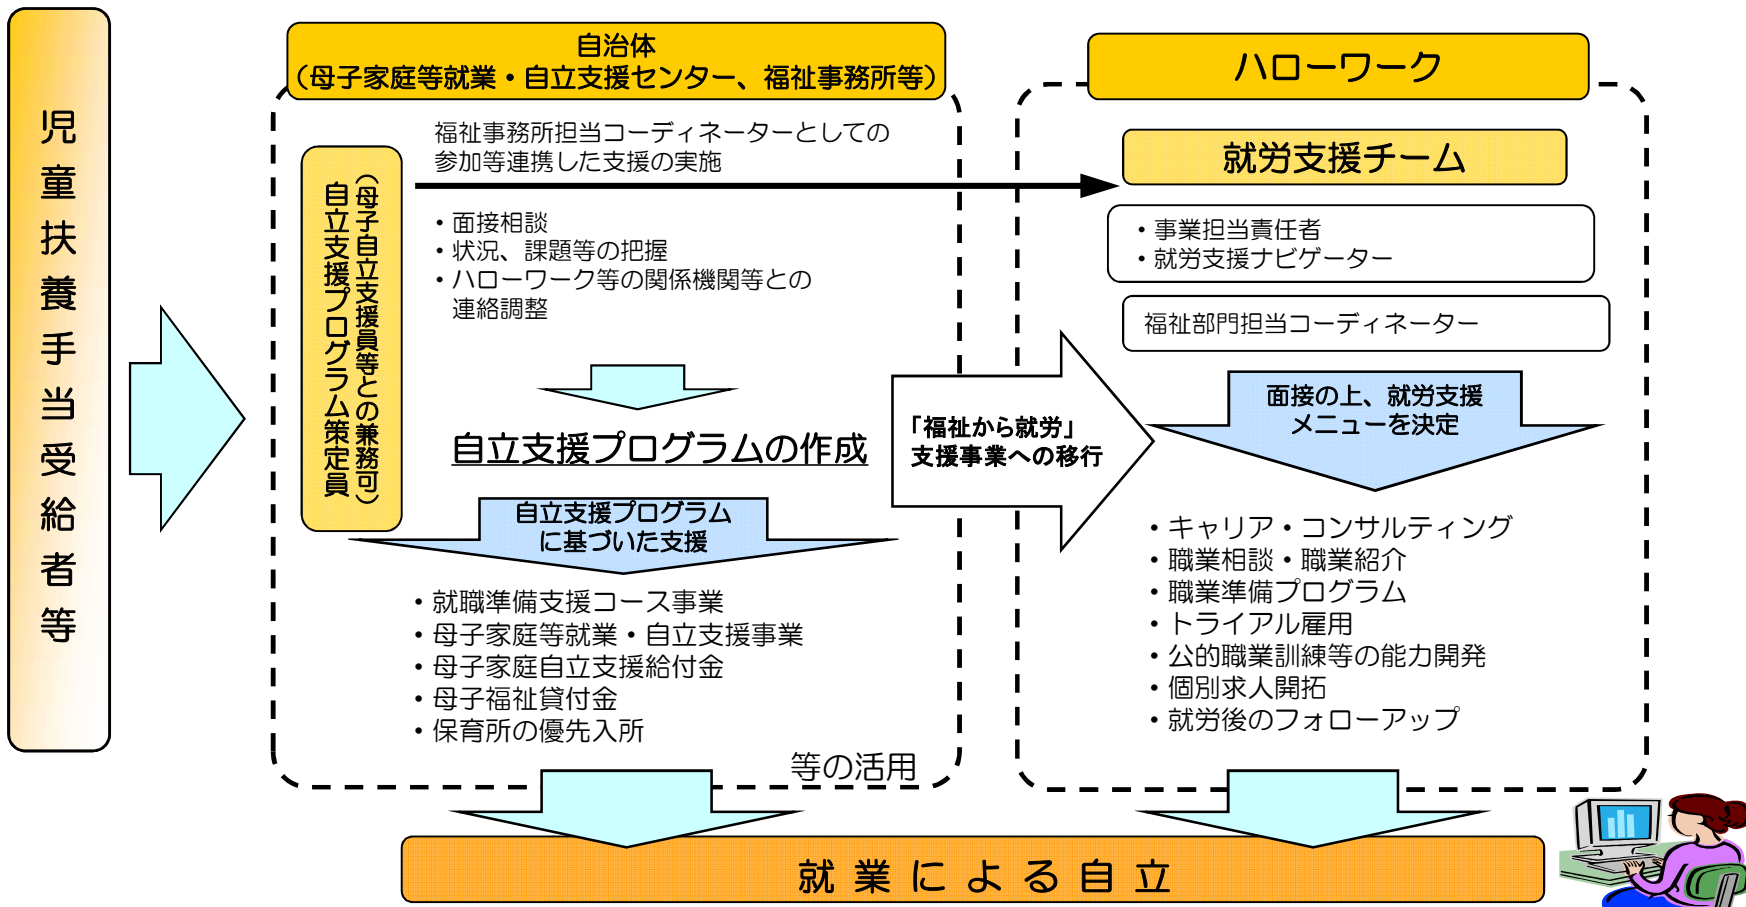 児童扶養手当受給者等
自治体
（母子家庭等就業・自立支援センター、福祉事務所等）
福祉事務所担当コーディネーターとしての
参加等連携した支援の実施
（母子自立支援員等との兼務可）
自立支援プログラム策定員
・面接相談
・状況、課題等の把握
・ハローワーク等の関係機関等との
連絡調整
自立支援プログラムの作成
自立支援プログラム
に基づいた支援
・就職準備支援コース事業
・母子家庭等就業・自立支援事業
・母子家庭自立支援給付金
・母子福祉貸付金
・保育所の優先入所
等の活用
「福祉から就労」
支援事業への移行
ハローワーク
就労支援チーム
・事業担当責任者
・就労支援ナビゲーター
福祉部門担当コーディネーター
面接の上、就労支援
メニューを決定
・キャリア・コンサルティング
・職業相談・職業紹介
・職業準備プログラム
・トライアル雇用
・公的職業訓練等の能力開発
・個別求人開拓
・就労後のフォローアップ
就業による自立